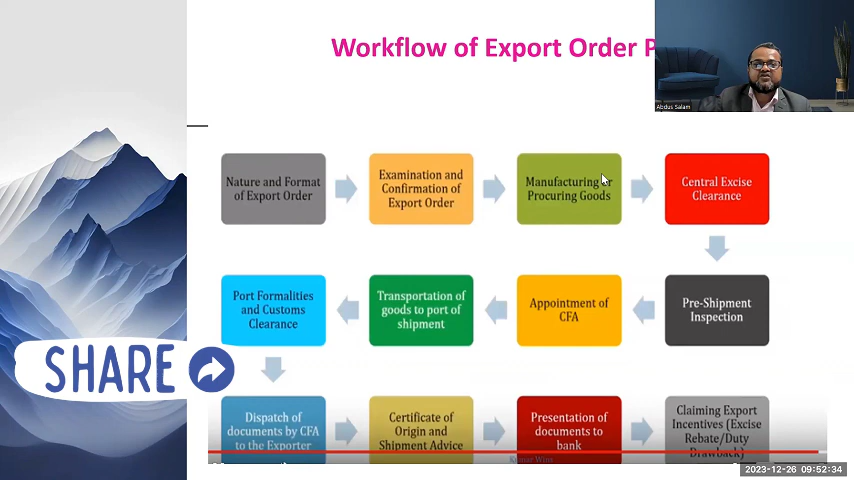 Workflow of Export Order P
Abdus Salam
Nature and Format
of Export Order
Examination and
Confirmation of
Export Order
Manufacturing or
Procuring Goods
Central Excise
Clearance
Port Formalities
and Customs
Clearance
Transportation of
goods to port of
shipment
Appointment of
CFA
Pre-Shipment
Inspection
SHARE
Dispatch of
documents by CFA
to the Exporter
Certificate of
Origin and
Shipment Advice
Presentation of
documents to
bank
Claiming Export
Incentives (Excise
Rebate/Duty
Drawback)
2023-12-26 09:52:34